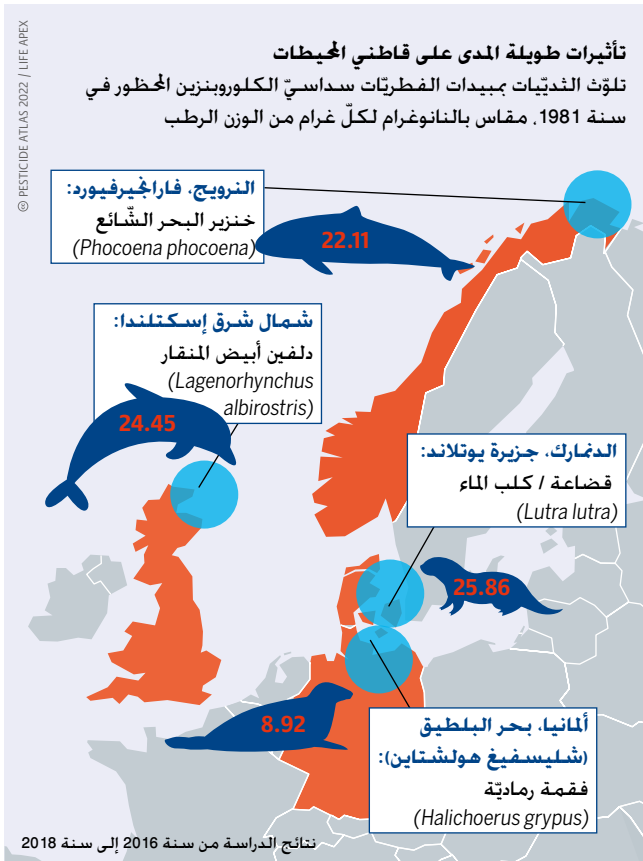 © PESTICIDE ATLAS 2022 / LIFE APEX
تأثيرات طويلة المدى على قاطني المحيطات
تلوّث الثدييّات بمبيدات الفطريّات سداسيّ الكلوروبنزين المحظور في
سنة 1981، مقاس بالنانوغرام لكلّ غرام من الوزن الرطب
النرويج، فارانجيرفيورد:
خنزير البحر الشّائع
(Phocoena phocoena)
22.11
شمال شرق إسكتلندا:
دلفين أبيض المنقار
(Lagenorhynchus
albirostris)
24.45
الدنمارك، جزيرة يوتلاند:
قضاعة / كلب الماء
(Lutra lutra)
25.86
8.92
ألمانيا، بحر البلطيق
(شليسفيغ هولشتاين):
فقمة رماديّة
(Halichoerus grypus)
نتائج الدراسة من سنة 2016 إلى سنة 2018